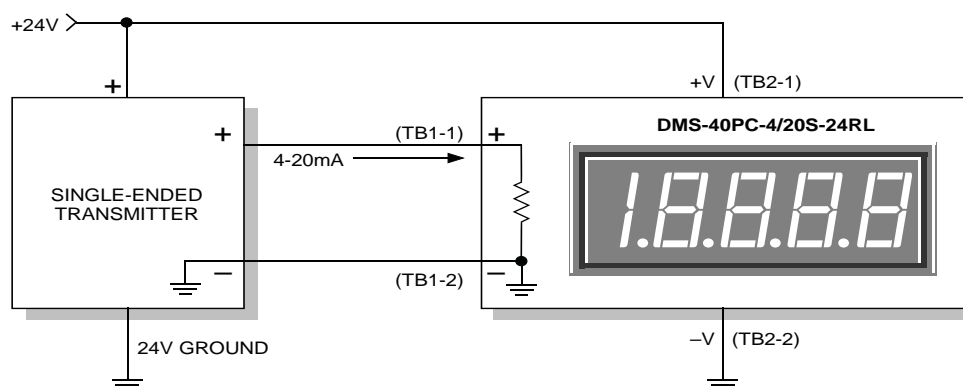 +24V
+
+V (TB2-1)
DMS-40PC-4/20S-24RL
+ (TB1-1) +
4-20mA
1.8.8.8.8
SINGLE-ENDED
TRANSMITTER
– (TB1-2) –
24V GROUND
–V (TB2-2)